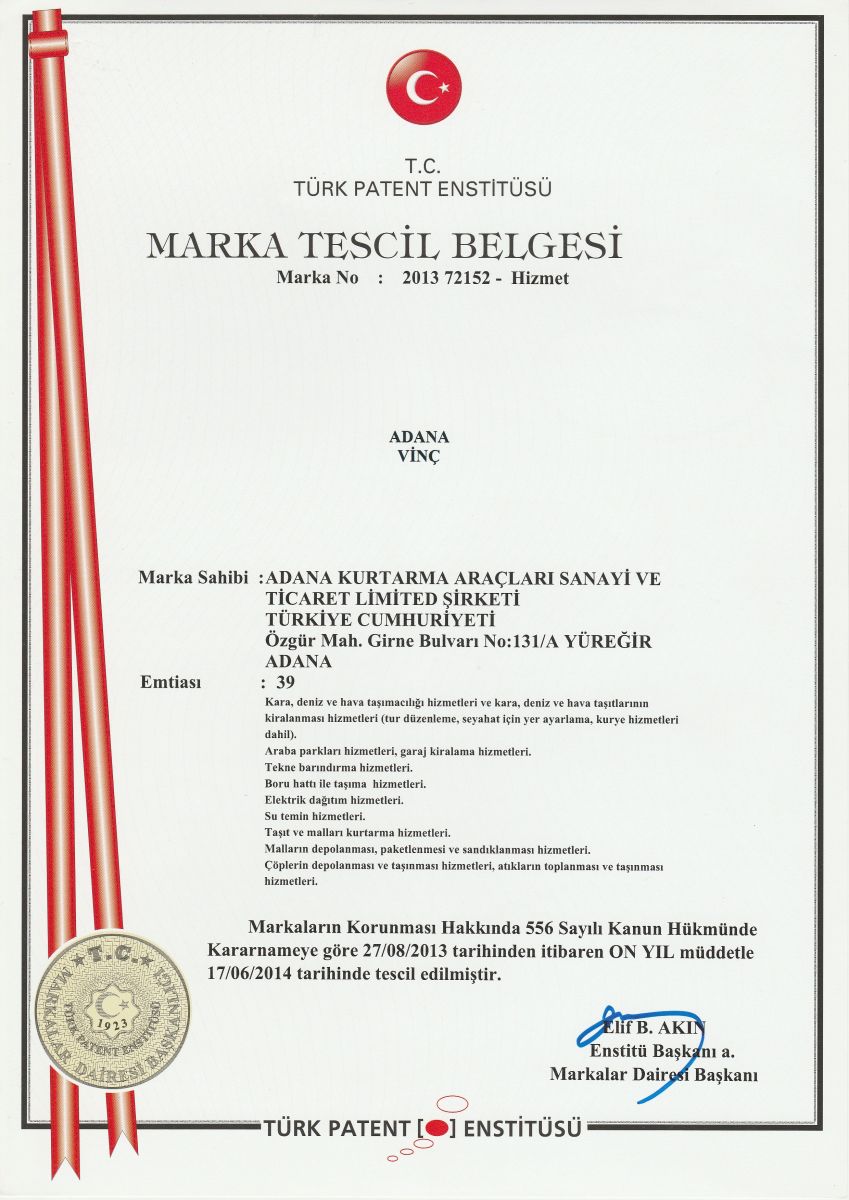 T.C.
TÜRK PATENT ENSTİTÜSÜ
MARKA TESCİL BELGESİ
Marka No : 2013 72152 - Hizmet
ADANA
VİNÇ
Marka Sahibi : ADANA KURTARMA ARAÇLARI SANAYİ VE
TİCARET LİMİTED ŞİRKETİ
TÜRKİYE CUMHURİYETİ
Özgür Mah. Girne Bulvarı No:131/A YÜREĞİR
ADANA
Emtiası : 39
Kara, deniz ve hava taşımacılığı hizmetleri ve kara, deniz ve hava taşıtlarının
kiralanması hizmetleri (tur düzenleme, seyahat için yer ayarlama, kurye hizmetleri
dahil).
Araba parkları hizmetleri, garaj kiralama hizmetleri.
Tekne barındırma hizmetleri.
Boru hattı ile taşıma hizmetleri.
Elektrik dağıtım hizmetleri.
Su temin hizmetleri.
Taşıt ve malları kurtarma hizmetleri.
Malların depolanması, paketlenmesi ve sandıklanması hizmetleri.
Çöplerin depolanması ve taşınması hizmetleri, atıkların toplanması ve taşınması
hizmetleri.
Markaların Korunması Hakkında 556 Sayılı Kanun Hükmünde
Kararnameye göre 27/08/2013 tarihinden itibaren ON YIL müddetle
17/06/2014 tarihinde tescil edilmiştir.
T.C.
MARKALAR DAİRESİ BAŞKANLIĞI
TÜRK PATENT ENSTİTÜSÜ
1923
Elif B. AKIN
Enstitü Başkanı a.
Markalar Dairesi Başkanı
TÜRK PATENT [ ] ENSTİTÜSÜ